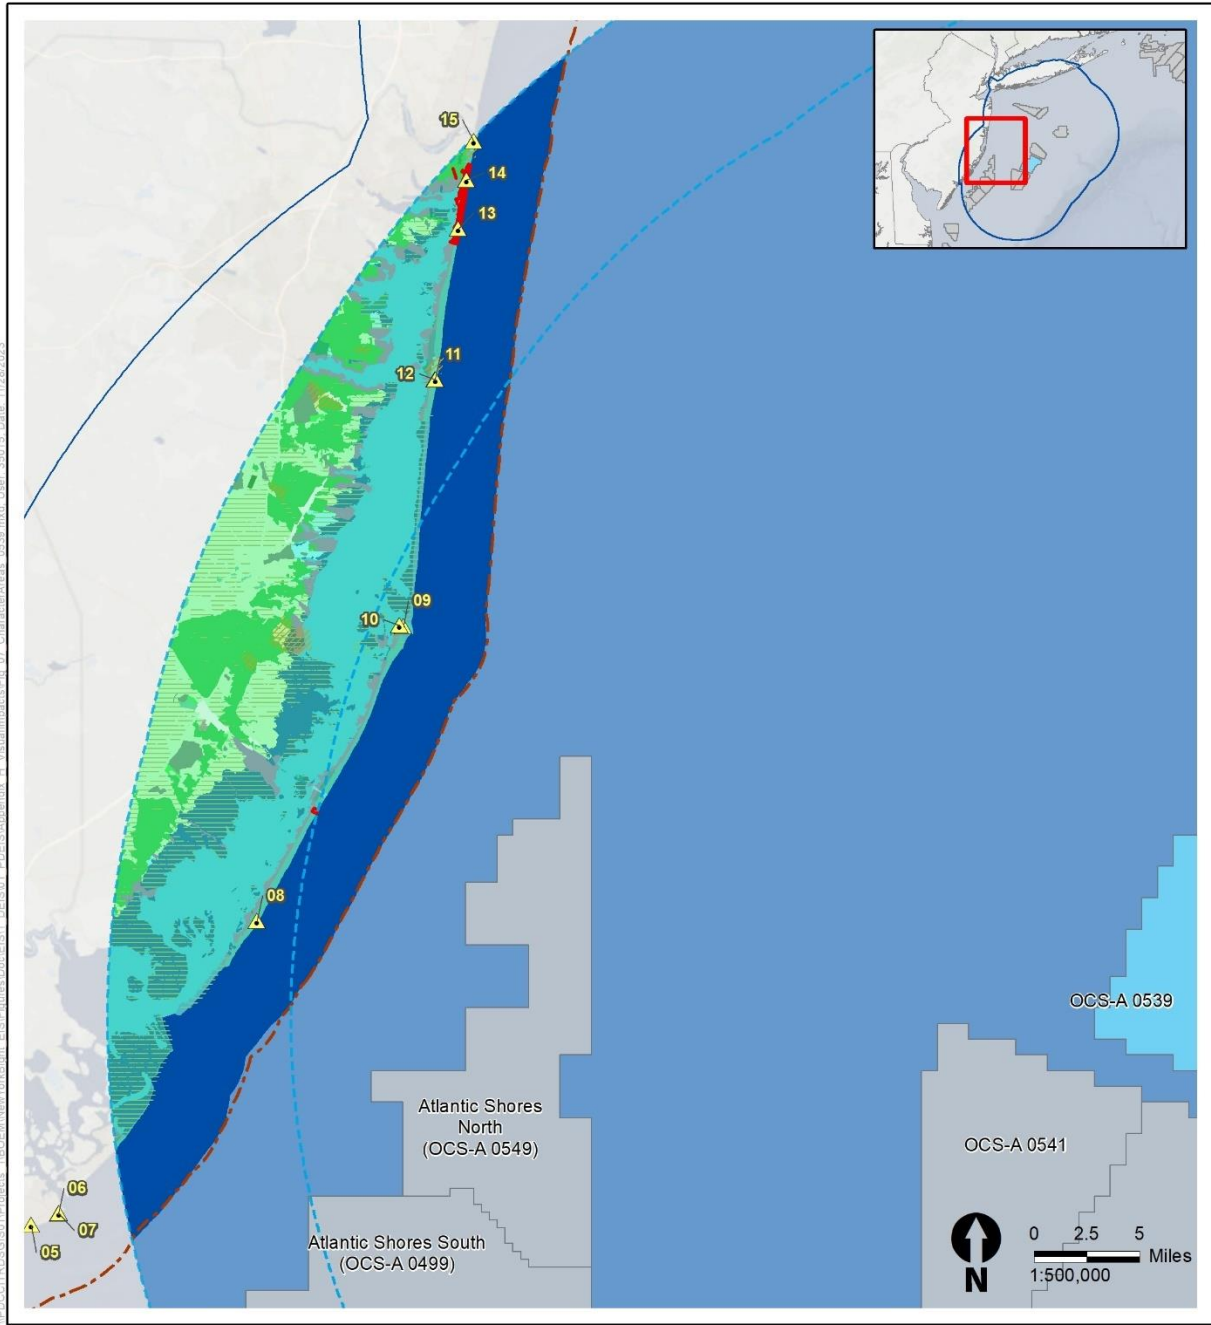 15
14
13
11
12
09
10
08
OCS-A 0539
Atlantic Shores
North
(OCS-A 0549)
OCS-A 0541
06
07
05
Atlantic Shores South
(OCS-A 0499)
N
0 2.5 5
Miles
1:500,000